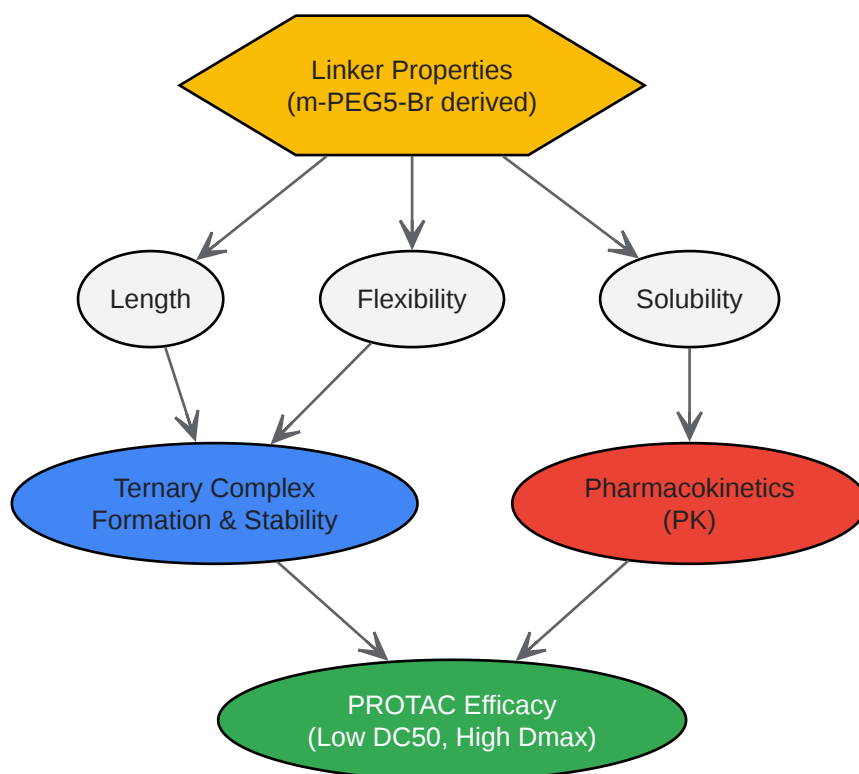 Linker Properties
(m-PEG5-Br derived)
Length
Flexibility
Solubility
Ternary Complex
Formation & Stability
Pharmacokinetics
(PK)
PROTAC Efficacy
(Low DC50, High Dmax)